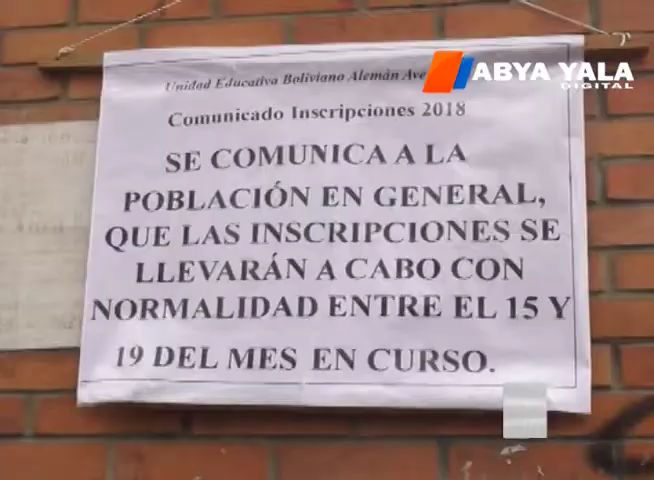 Unidad Educativa Boliviano Alemán
ABYA YALA
DIGITAL
Comunicado Inscripciones 2018
SE COMUNICA A LA
POBLACIÓN EN GENERAL,
QUE LAS INSCRIPCIONES SE
LLEVARÁN A CABO CON
NORMALIDAD ENTRE EL 15 Y
19 DEL MES EN CURSO.